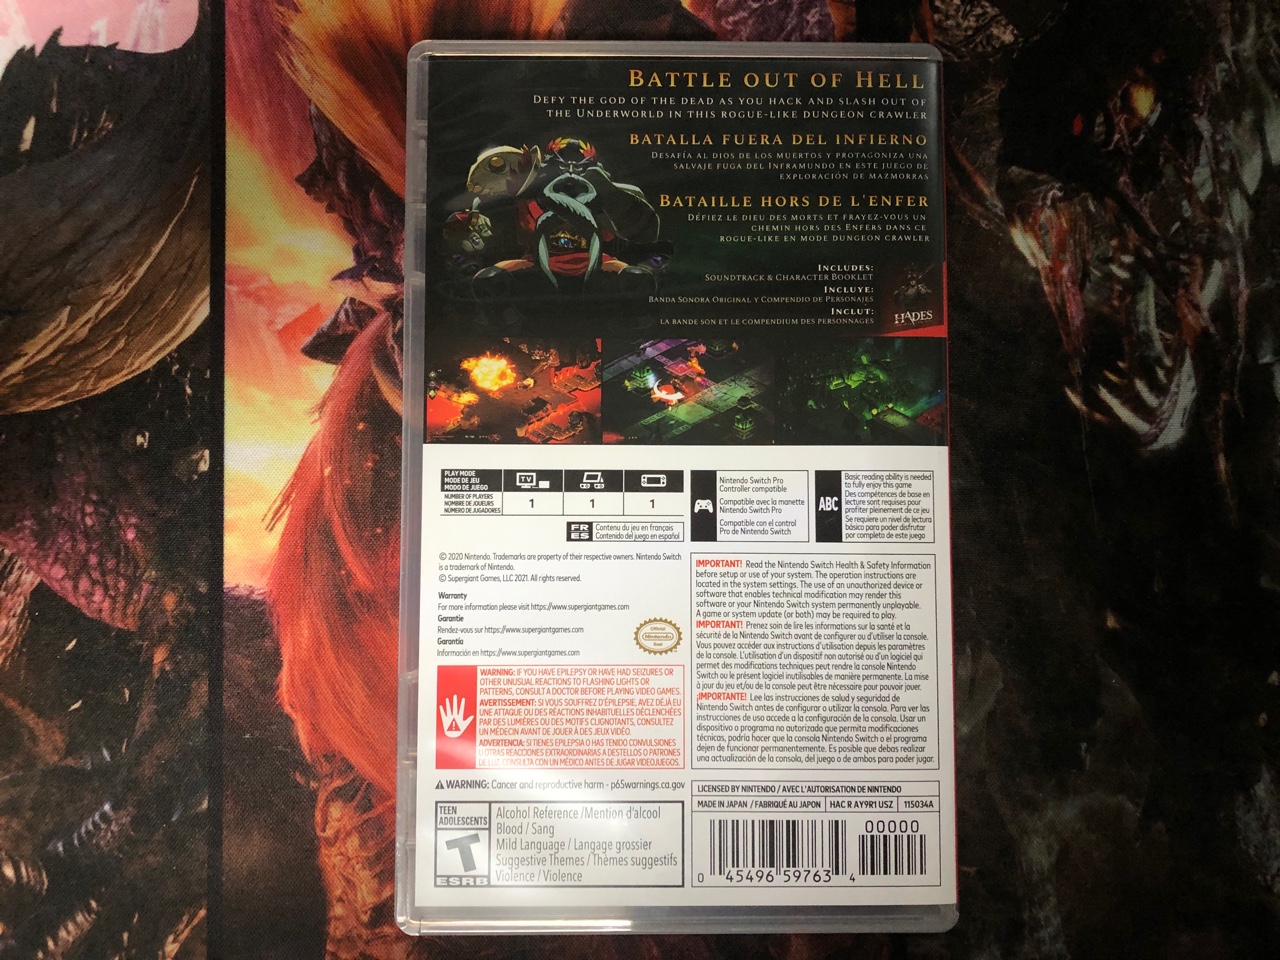 BATTLE OUT OF HELL
DEFY THE GOD OF THE DEAD AS YOU HACK AND SLASH OUT OF
THE UNDERWORLD IN THIS ROGUE-LIKE DUNGEON CRAWLER
BATALLA FUERA DEL INFIERNO
DESAFÍA AL DIOS DE LOS MUERTOS Y PROTAGONIZA UNA
SALVAJE FUGA DEL INFRAMUNDO EN ESTE JUEGO DE
EXPLORACIÓN DE MAZMORRAS
BATAILLE HORS DE L'ENFER
DÉFIEZ LE DIEU DES MORTS ET FRAYEZ-VOUS UN
CHEMIN HORS DES ENFERS DANS CE
ROGUE-LIKE EN MODE DUNGEON CRAWLER
INCLUDES:
SOUNDTRACK & CHARACTER BOOKLET
INCLUYE:
BANDA SONORA ORIGINAL Y COMPENDIO DE PERSONAJES
INCLUT:
LA BANDE SON ET LE COMPENDIUM DES PERSONNAGES
HADES
PLAY MODE
MODE DE JEU
MODO DE JUEGO
TV
NUMBER OF PLAYERS
NOMBRE DE JOUEURS
NÚMERO DE JUGADORES
1 1 1
FR
ES
Contenu du jeu en français
Contenido del juego en español
Nintendo Switch Pro
Controller compatible
Compatible avec la manette
Nintendo Switch Pro
Compatible con el control
Pro de Nintendo Switch
ABC
Basic reading ability is needed
to fully enjoy this game
Des compétences de base en
lecture sont requises pour
profiter pleinement de ce jeu
Se requiere un nivel de lectura
básico para poder disfrutar
por completo de este juego
© 2020 Nintendo. Trademarks are property of their respective owners. Nintendo Switch
is a trademark of Nintendo.
© Supergiant Games, LLC 2021. All rights reserved.
Warranty
For more information please visit https://www.supergiantgames.com
Garantie
Rendez-vous sur https://www.supergiantgames.com
Garantía
Información en https://www.supergiantgames.com
Official
Nintendo
Seal
WARNING: IF YOU HAVE EPILEPSY OR HAVE HAD SEIZURES OR
OTHER UNUSUAL REACTIONS TO FLASHING LIGHTS OR
PATTERNS, CONSULT A DOCTOR BEFORE PLAYING VIDEO GAMES.
AVERTISSEMENT: SI VOUS SOUFFREZ D'ÉPILEPSIE, AVEZ DÉJÀ EU
UNE ATTAQUE OU DES RÉACTIONS INHABITUELLES DÉCLENCHÉES
PAR DES LUMIÈRES OU DES MOTIFS CLIGNOTANTS, CONSULTEZ
UN MÉDECIN AVANT DE JOUER À DES JEUX VIDÉO.
ADVERTENCIA: SI TIENES EPILEPSIA O HAS TENIDO CONVULSIONES
U OTRAS REACCIONES EXTRAORDINARIAS A DESTELLOS O PATRONES
DE LUZ, CONSULTA CON UN MÉDICO ANTES DE JUGAR VIDEOJUEGOS.
IMPORTANT! Read the Nintendo Switch Health & Safety Information
before setup or use of your system. The operation instructions are
located in the system settings. The use of an unauthorized device or
software that enables technical modification may render this
software or your Nintendo Switch system permanently unplayable.
A game or system update (or both) may be required to play.
IMPORTANT! Prenez soin de lire les informations sur la santé et la
sécurité de la Nintendo Switch avant de configurer ou d'utiliser la console.
Vous pouvez accéder aux instructions d'utilisation depuis les paramètres
de la console. L'utilisation d'un dispositif non autorisé ou d'un logiciel qui
permet des modifications techniques peut rendre la console Nintendo
Switch ou le présent logiciel inutilisables de manière permanente. La mise
à jour du jeu et/ou de la console peut être nécessaire pour pouvoir jouer.
¡IMPORTANTE! Lee las instrucciones de salud y seguridad de
Nintendo Switch antes de configurar o utilizar la consola. Para ver las
instrucciones de uso accede a la configuración de la consola. Usar un
dispositivo o programa no autorizado que permita modificaciones
técnicas, podría hacer que la consola Nintendo Switch o el programa
dejen de funcionar permanentemente. Es posible que debas realizar
una actualización de la consola, del juego o de ambos para poder jugar.
WARNING: Cancer and reproductive harm - p65warnings.ca.gov
LICENSED BY NINTENDO / AVEC L'AUTORISATION DE NINTENDO
MADE IN JAPAN / FABRIQUÉ AU JAPON HAC R AY9R1 USZ 115034A
TEEN
ADOLESCENTS
T
ESRB
Alcohol Reference / Mention d'alcool
Blood / Sang
Mild Language / Langage grossier
Suggestive Themes / Thèmes suggestifs
Violence / Violence
00000
0 45496 59763 4